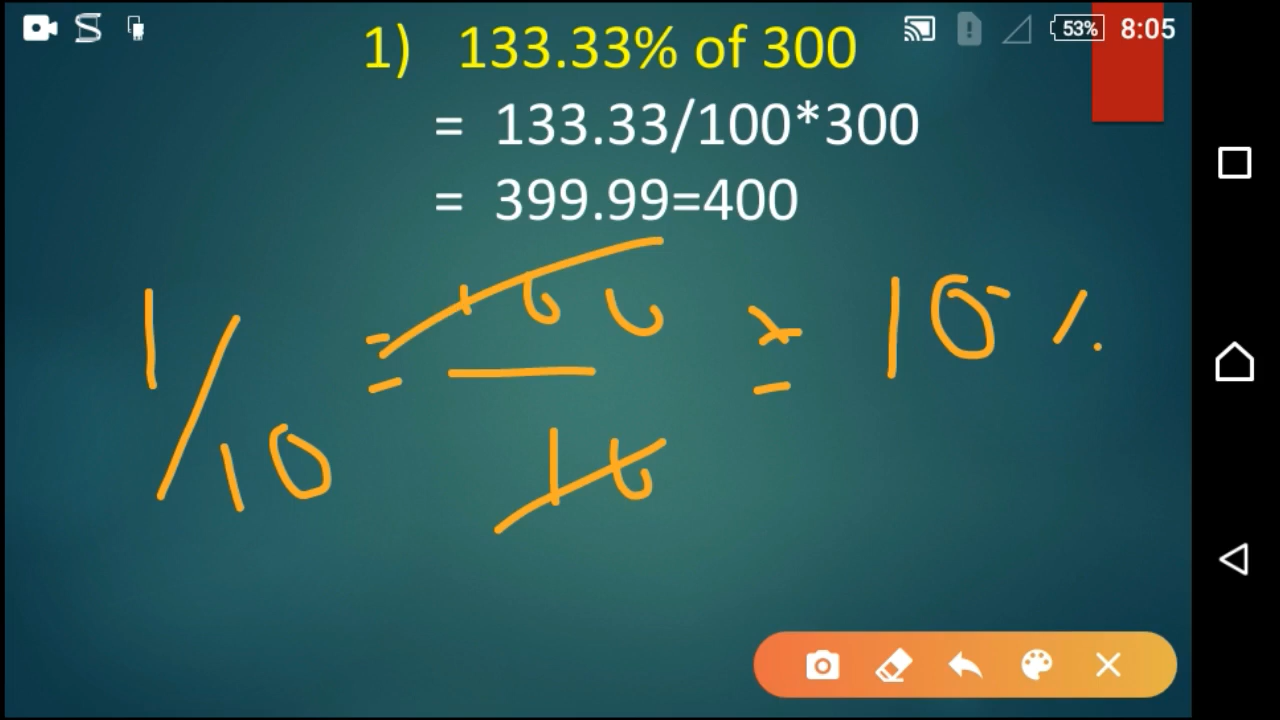 53% 8:05
1) 133.33% of 300
= 133.33/100*300
= 399.99=400
1/10 = 100/10 = 10%